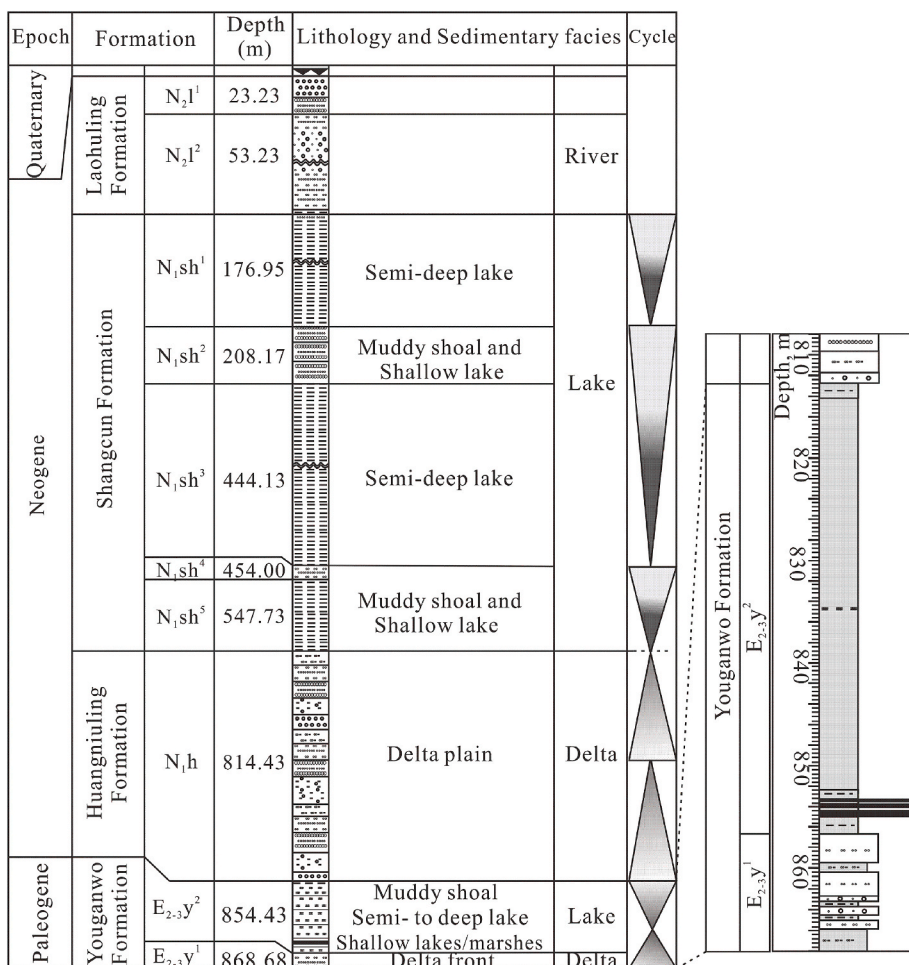 Epoch Formation Depth (m) Lithology and Sedimentary facies Cycle
Quaternary
Laohuling Formation
N₂l¹ 23.23
N₂l² 53.23 River
Neogene
Shangcun Formation
N₁sh¹ 176.95 Semi-deep lake
N₁sh² 208.17 Muddy shoal and Shallow lake
Lake
N₁sh³ 444.13 Semi-deep lake
N₁sh⁴ 454.00
N₁sh⁵ 547.73 Muddy shoal and Shallow lake
Huangniuling Formation
N₁h 814.43 Delta plain Delta
Paleogene
Youganwo Formation
E₂₋₃y² 854.43 Muddy shoal Semi- to deep lake Shallow lakes/marshes Lake
E₂₋₃y¹ 868.68 Delta front Delta
Youganwo Formation
E₂₋₃y²
E₂₋₃y¹
Depth, m
810
820
830
840
850
860